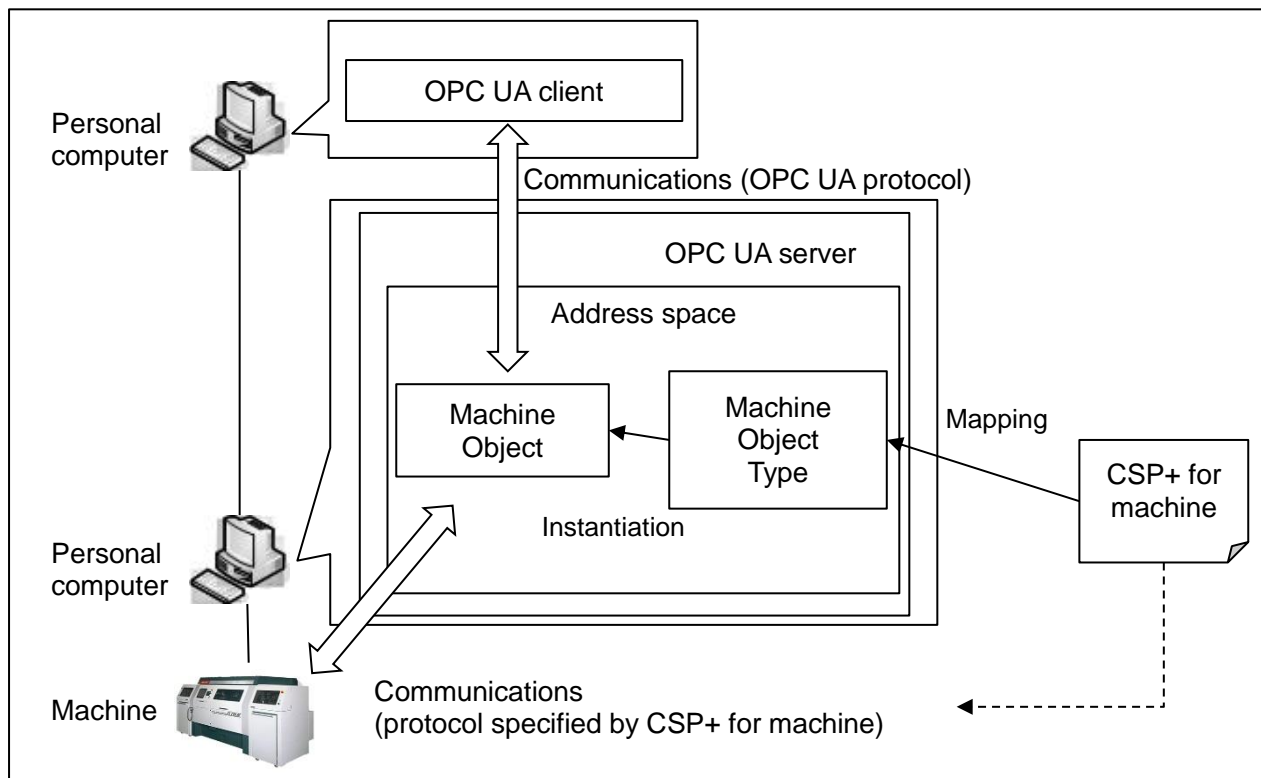 OPC UA client
Personal
computer
Communications (OPC UA protocol)
OPC UA server
Address space
Machine
Object
Machine
Object
Type
Mapping
CSP+ for
machine
Instantiation
Personal
computer
Machine
Communications
(protocol specified by CSP+ for machine)